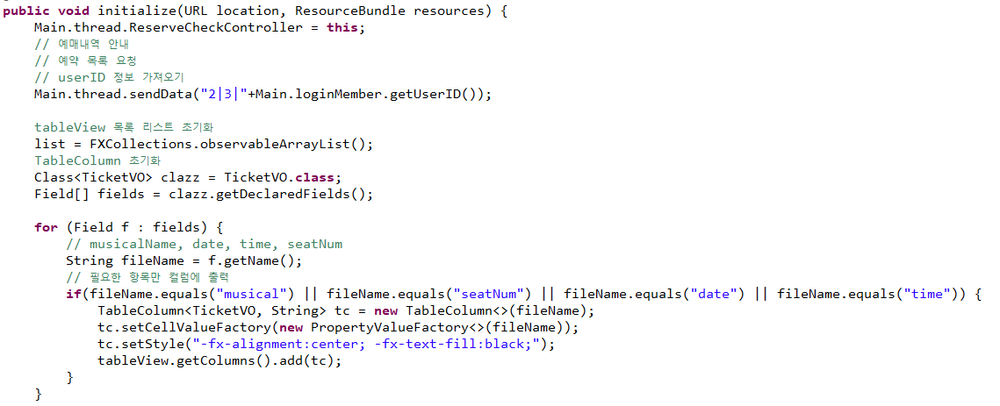 public void initialize(URL location, ResourceBundle resources) {
    Main.thread.ReserveCheckController = this;
    // 예매내역 안내
    // 예약 목록 요청
    // userID 정보 가져오기
    Main.thread.sendData("2|3|"+Main.loginMember.getUserID());

    tableView 목록 리스트 초기화
    list = FXCollections.observableArrayList();
    TableColumn 초기화
    Class<TicketVO> clazz = TicketVO.class;
    Field[] fields = clazz.getDeclaredFields();

    for (Field f : fields) {
        // musicalName, date, time, seatNum
        String fileName = f.getName();
        // 필요한 항목만 컬럼에 출력
        if(fileName.equals("musical") || fileName.equals("seatNum") || fileName.equals("date") || fileName.equals("time")) {
            TableColumn<TicketVO, String> tc = new TableColumn<>(fileName);
            tc.setCellValueFactory(new PropertyValueFactory<>(fileName));
            tc.setStyle("-fx-alignment:center; -fx-text-fill:black;");
            tableView.getColumns().add(tc);
        }
    }